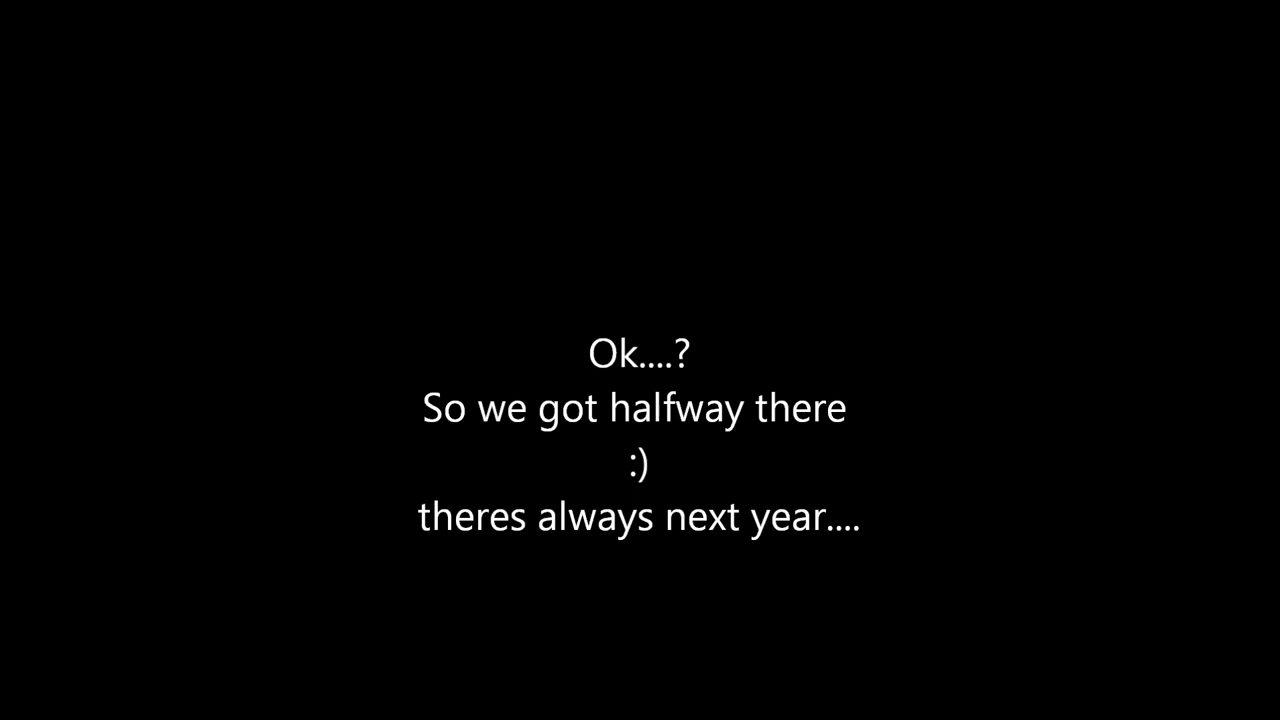 Ok....?
So we got halfway there
:)
theres always next year....